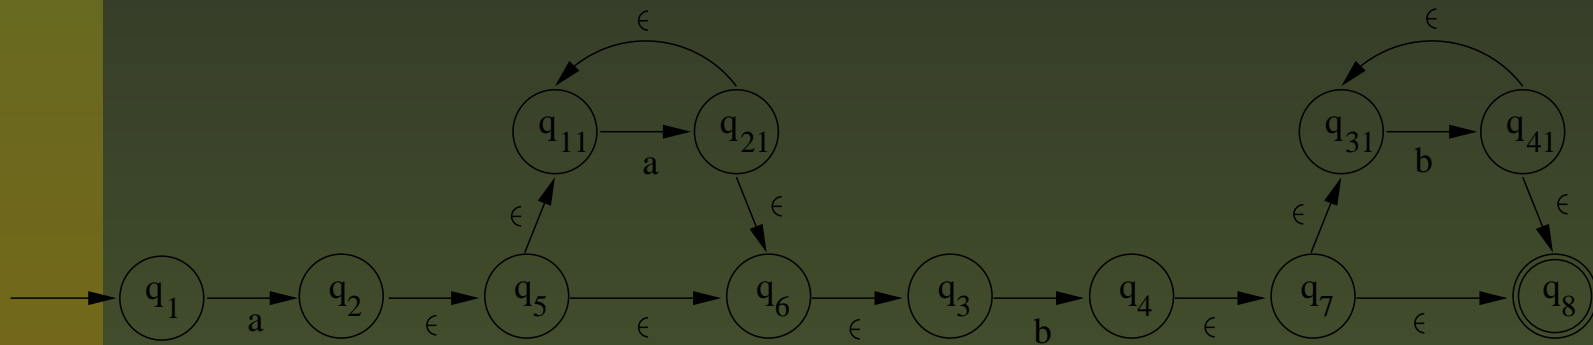 ϵ ϵ
q11 a q21 q31 b q41
ϵ ϵ ϵ ϵ
q1 a q2 ϵ q5 ϵ q6 ϵ q3 b q4 ϵ q7 ϵ q8